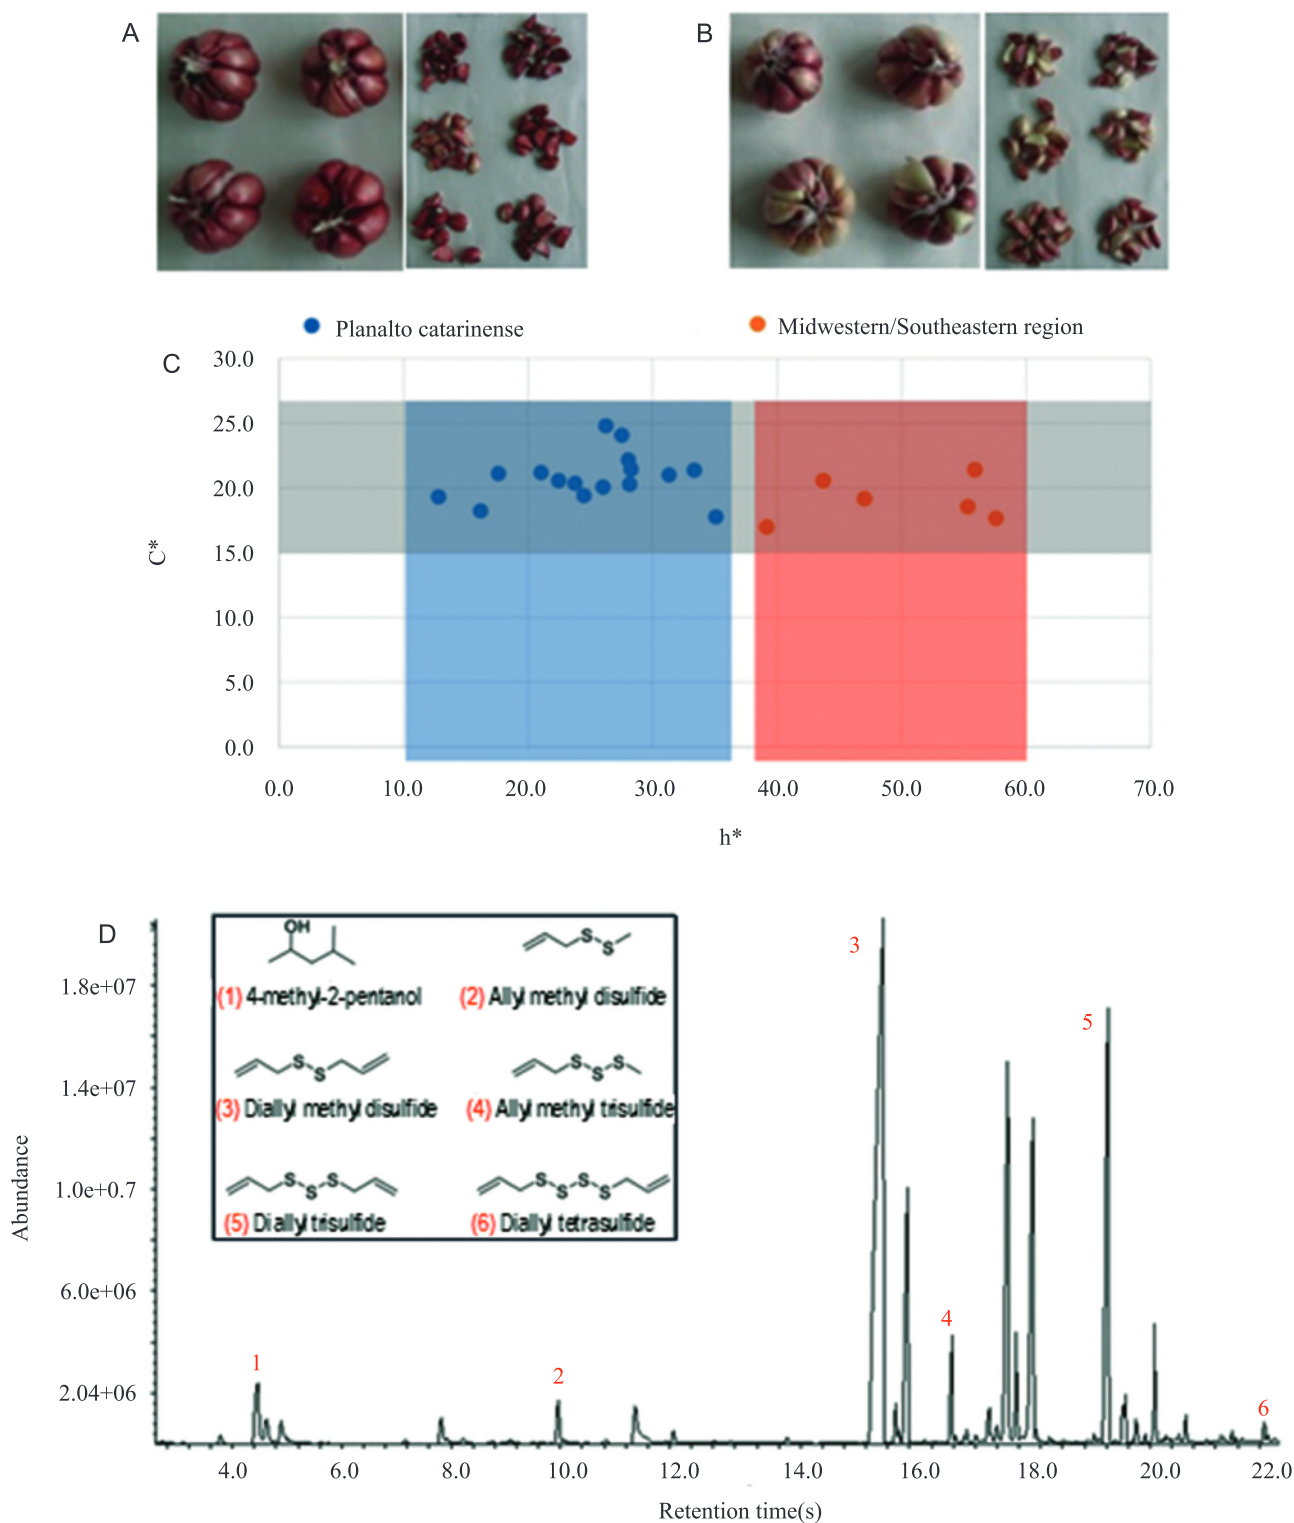 A
B
Planalto catarinense
Midwestern/Southeastern region
C
30.0
25.0
20.0
15.0
10.0
5.0
0.0
C*
0.0 10.0 20.0 30.0 40.0 50.0 60.0 70.0
h*
D
OH
S S
(1) 4-methyl-2-pentanol
(2) Allyl methyl disulfide
S S
S S S
(3) Diallyl methyl disulfide
(4) Allyl methyl trisulfide
S S S
S S S S
(5) Diallyl trisulfide
(6) Diallyl tetrasulfide
1.8e+07
1.4e+07
1.0e+0.7
6.0e+06
2.04+06
Abundance
1
2
3
4
5
6
4.0 6.0 8.0 10.0 12.0 14.0 16.0 18.0 20.0 22.0
Retention time(s)